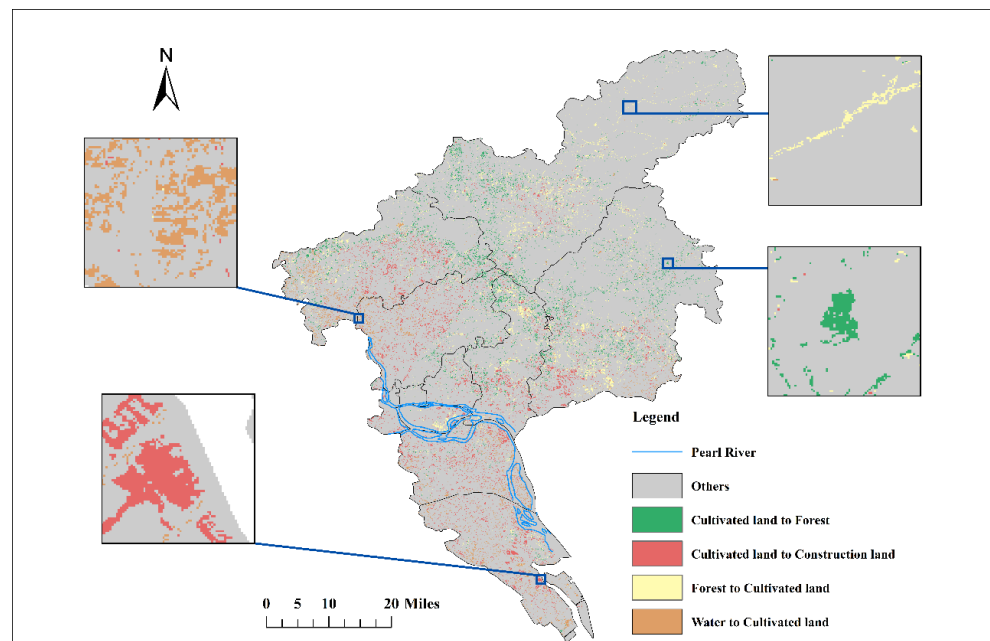 N
Legend
Pearl River
Others
Cultivated land to Forest
Cultivated land to Construction land
Forest to Cultivated land
Water to Cultivated land
0 5 10 20 Miles